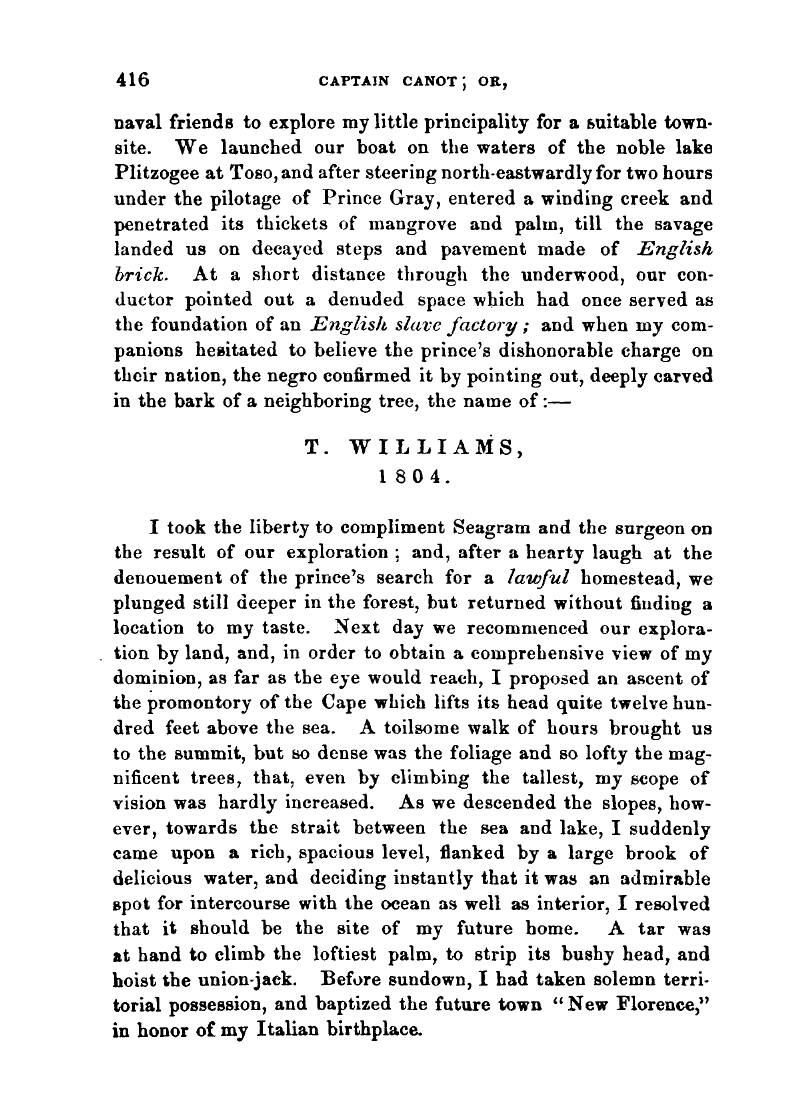 416 CAPTAIN CANOT; OR,
naval friends to explore my little principality for a suitable town-
site. We launched our boat on the waters of the noble lake
Plitzogee at Toso, and after steering north-eastwardly for two hours
under the pilotage of Prince Gray, entered a winding creek and
penetrated its thickets of mangrove and palm, till the savage
landed us on decayed steps and pavement made of English
brick. At a short distance through the underwood, our con-
ductor pointed out a denuded space which had once served as
the foundation of an English slave factory; and when my com-
panions hesitated to believe the prince's dishonorable charge on
their nation, the negro confirmed it by pointing out, deeply carved
in the bark of a neighboring tree, the name of:—
T. WILLIAMS,
1804.
I took the liberty to compliment Seagram and the surgeon on
the result of our exploration; and, after a hearty laugh at the
denouement of the prince's search for a lawful homestead, we
plunged still deeper in the forest, but returned without finding a
location to my taste. Next day we recommenced our explora-
tion by land, and, in order to obtain a comprehensive view of my
dominion, as far as the eye would reach, I proposed an ascent of
the promontory of the Cape which lifts its head quite twelve hun-
dred feet above the sea. A toilsome walk of hours brought us
to the summit, but so dense was the foliage and so lofty the mag-
nificent trees, that, even by climbing the tallest, my scope of
vision was hardly increased. As we descended the slopes, how-
ever, towards the strait between the sea and lake, I suddenly
came upon a rich, spacious level, flanked by a large brook of
delicious water, and deciding instantly that it was an admirable
spot for intercourse with the ocean as well as interior, I resolved
that it should be the site of my future home. A tar was
at hand to climb the loftiest palm, to strip its bushy head, and
hoist the union-jack. Before sundown, I had taken solemn terri-
torial possession, and baptized the future town "New Florence,"
in honor of my Italian birthplace.